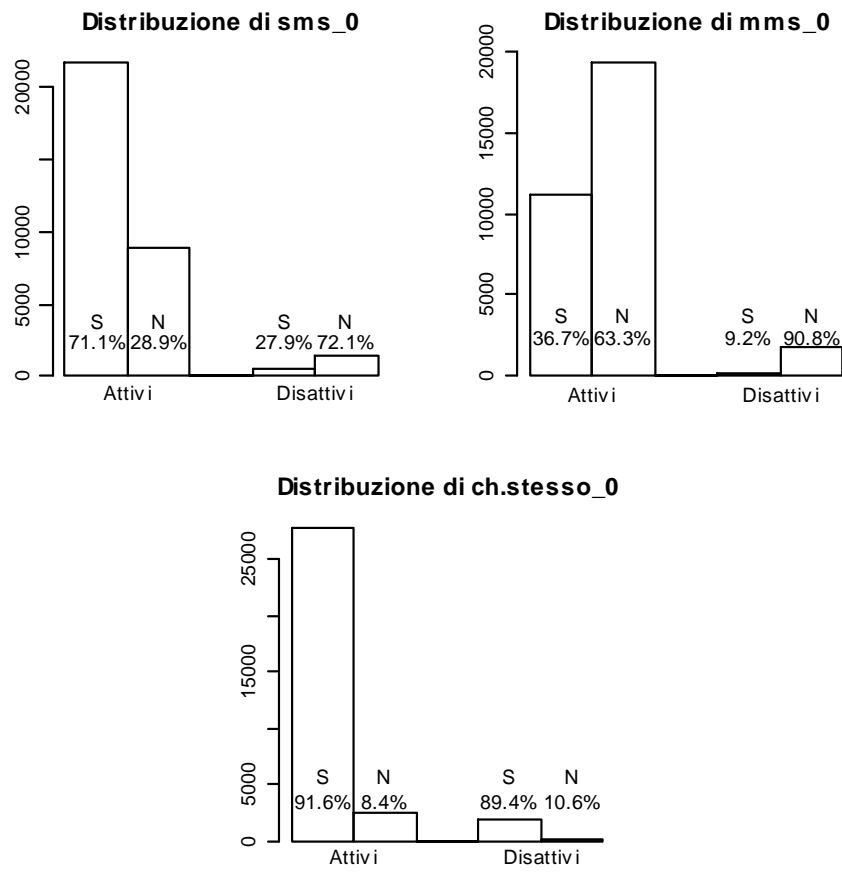 Distribuzione di sms_0
20000
10000
5000
0
S N S N
71.1% 28.9% 27.9% 72.1%
Attivi Disattivi
Distribuzione di mms_0
20000
15000
10000
5000
0
S N S N
36.7% 63.3% 9.2% 90.8%
Attivi Disattivi
Distribuzione di ch.stesso_0
25000
15000
5000
0
S N S N
91.6% 8.4% 89.4% 10.6%
Attivi Disattivi